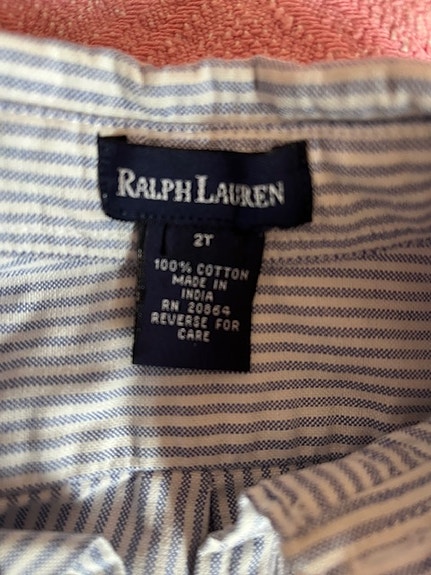 RALPH LAUREN
2T
100% COTTON
MADE IN
INDIA
RN 20864
REVERSE FOR
CARE